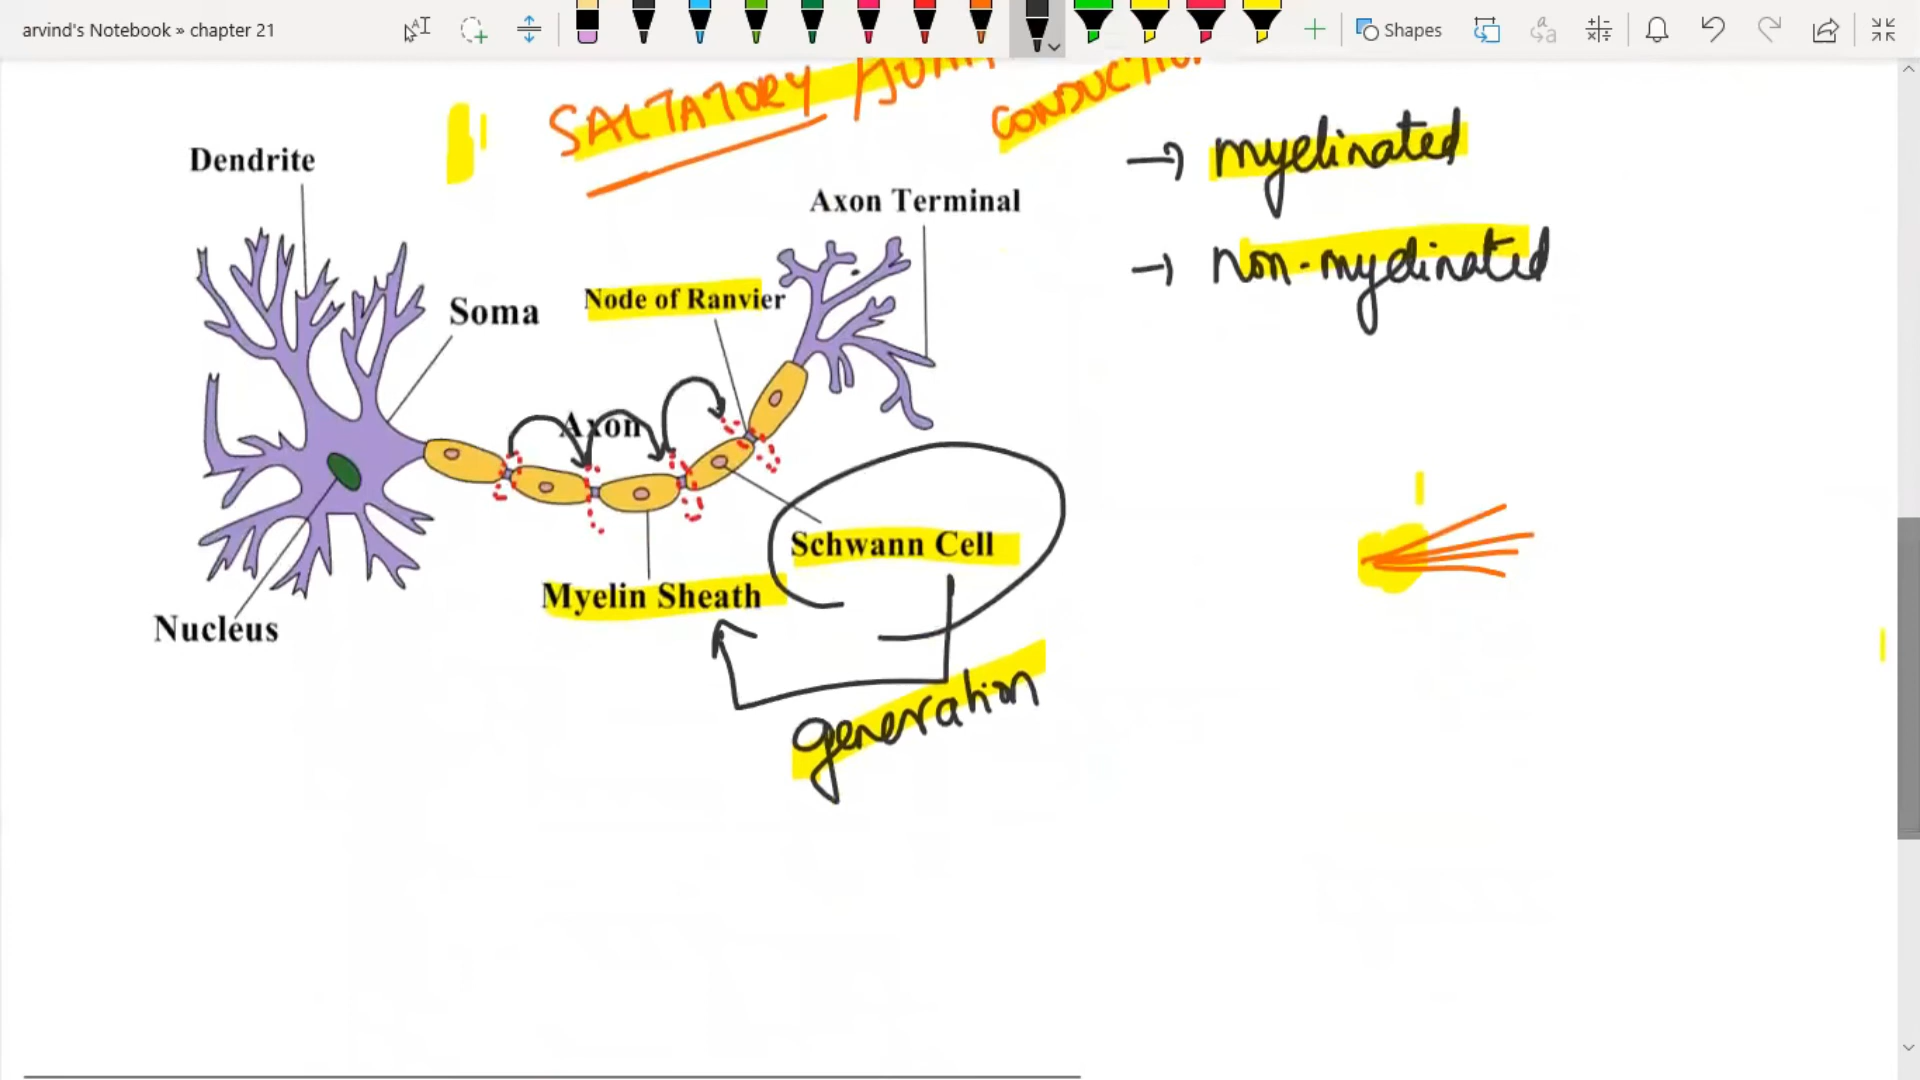 arvind's Notebook » chapter 21
Shapes
SALTATORY
CONDUCTIO
→ myelinated
→ non-myelinated
Dendrite
Axon Terminal
Soma
Node of Ranvier
Axon
Schwann Cell
Myelin Sheath
Nucleus
generation